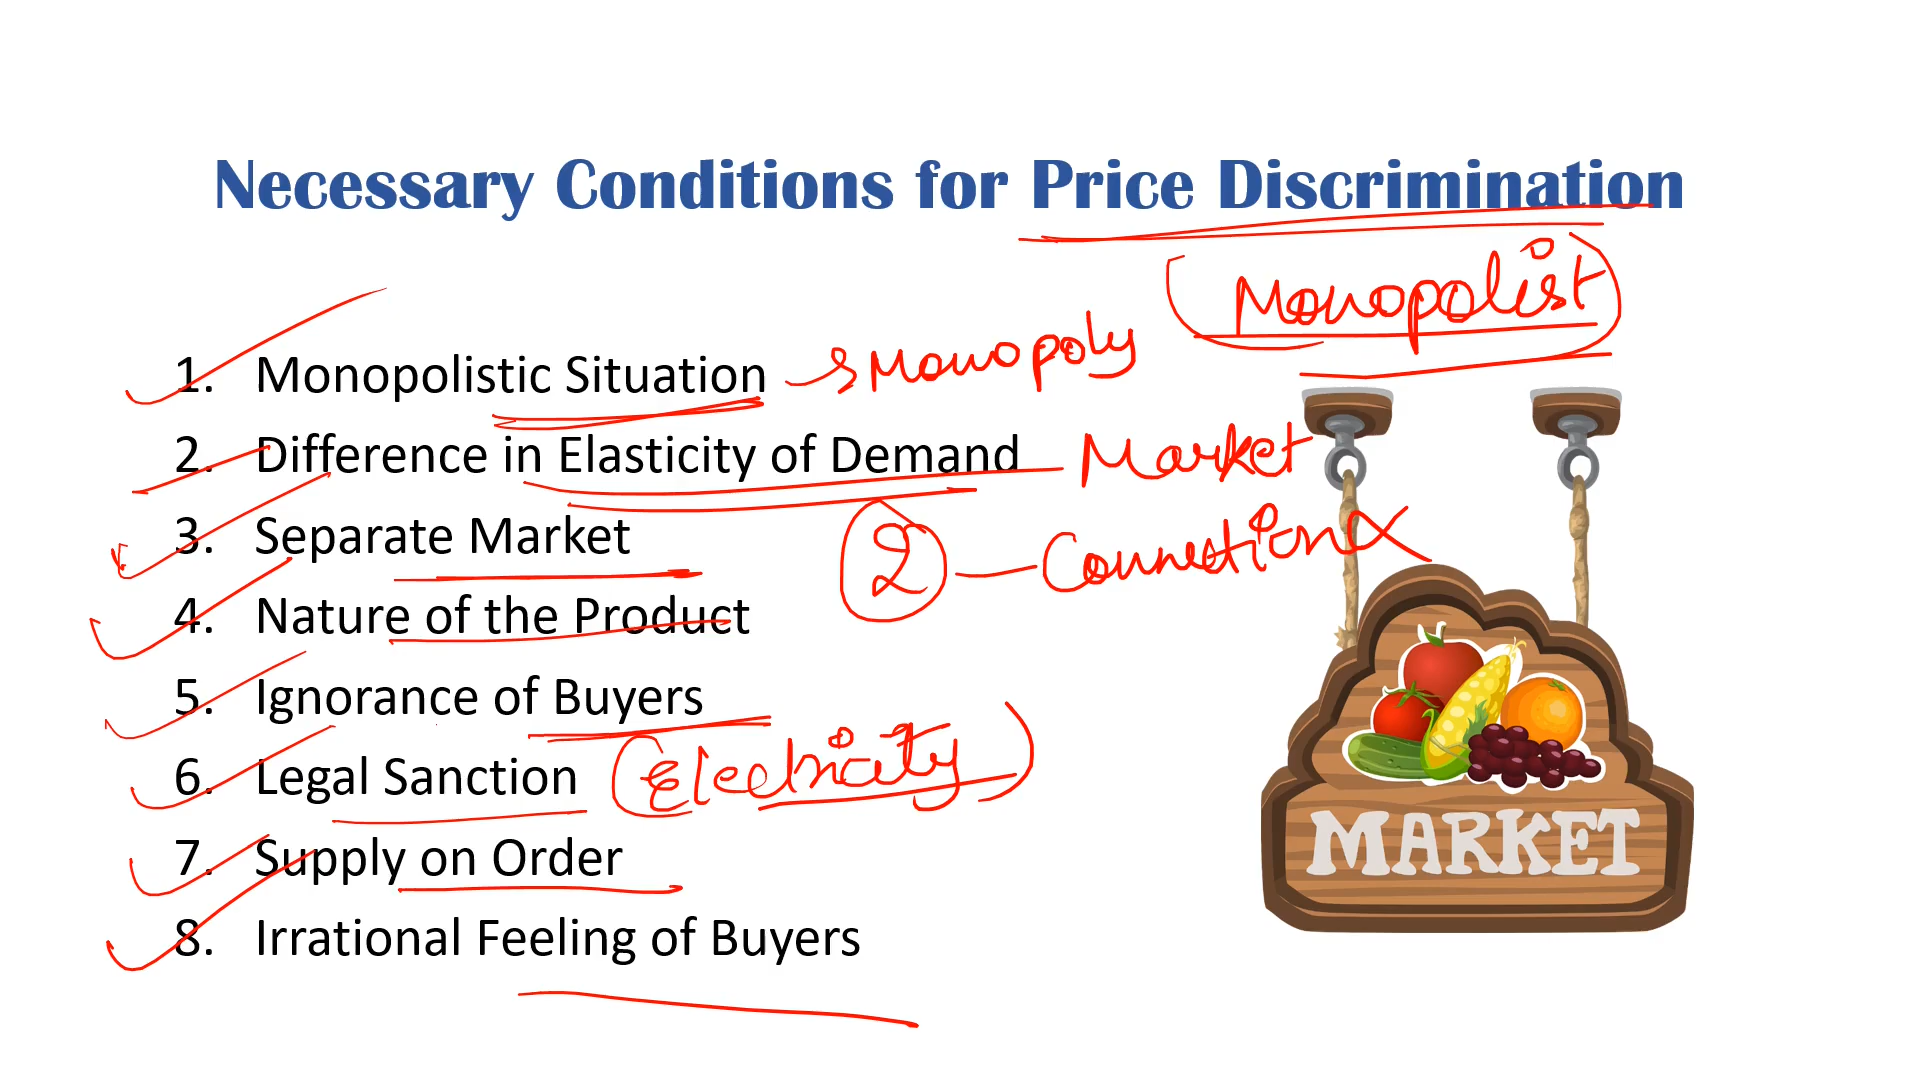 Necessary Conditions for Price Discrimination
Monopolist
1. Monopolistic Situation Monopoly
2. Difference in Elasticity of Demand Market
3. Separate Market 2 - Connection X
4. Nature of the Product
5. Ignorance of Buyers
6. Legal Sanction (Electricity)
7. Supply on Order
8. Irrational Feeling of Buyers
MARKET